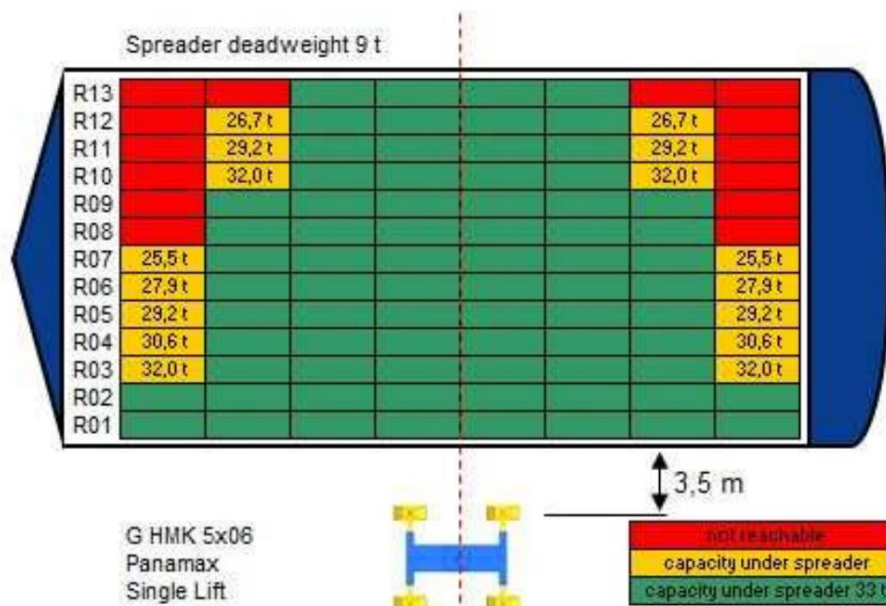 Spreader deadweight 9 t
R13
R12 26,7 t 26,7 t
R11 29,2 t 29,2 t
R10 32,0 t 32,0 t
R09
R08
R07 25,5 t 25,5 t
R06 27,9 t 27,9 t
R05 29,2 t 29,2 t
R04 30,6 t 30,6 t
R03 32,0 t 32,0 t
R02
R01
3,5 m
G HMK 5x06
Panamax
Single Lift
not reachable
capacity under spreader
capacity under spreader 33 t